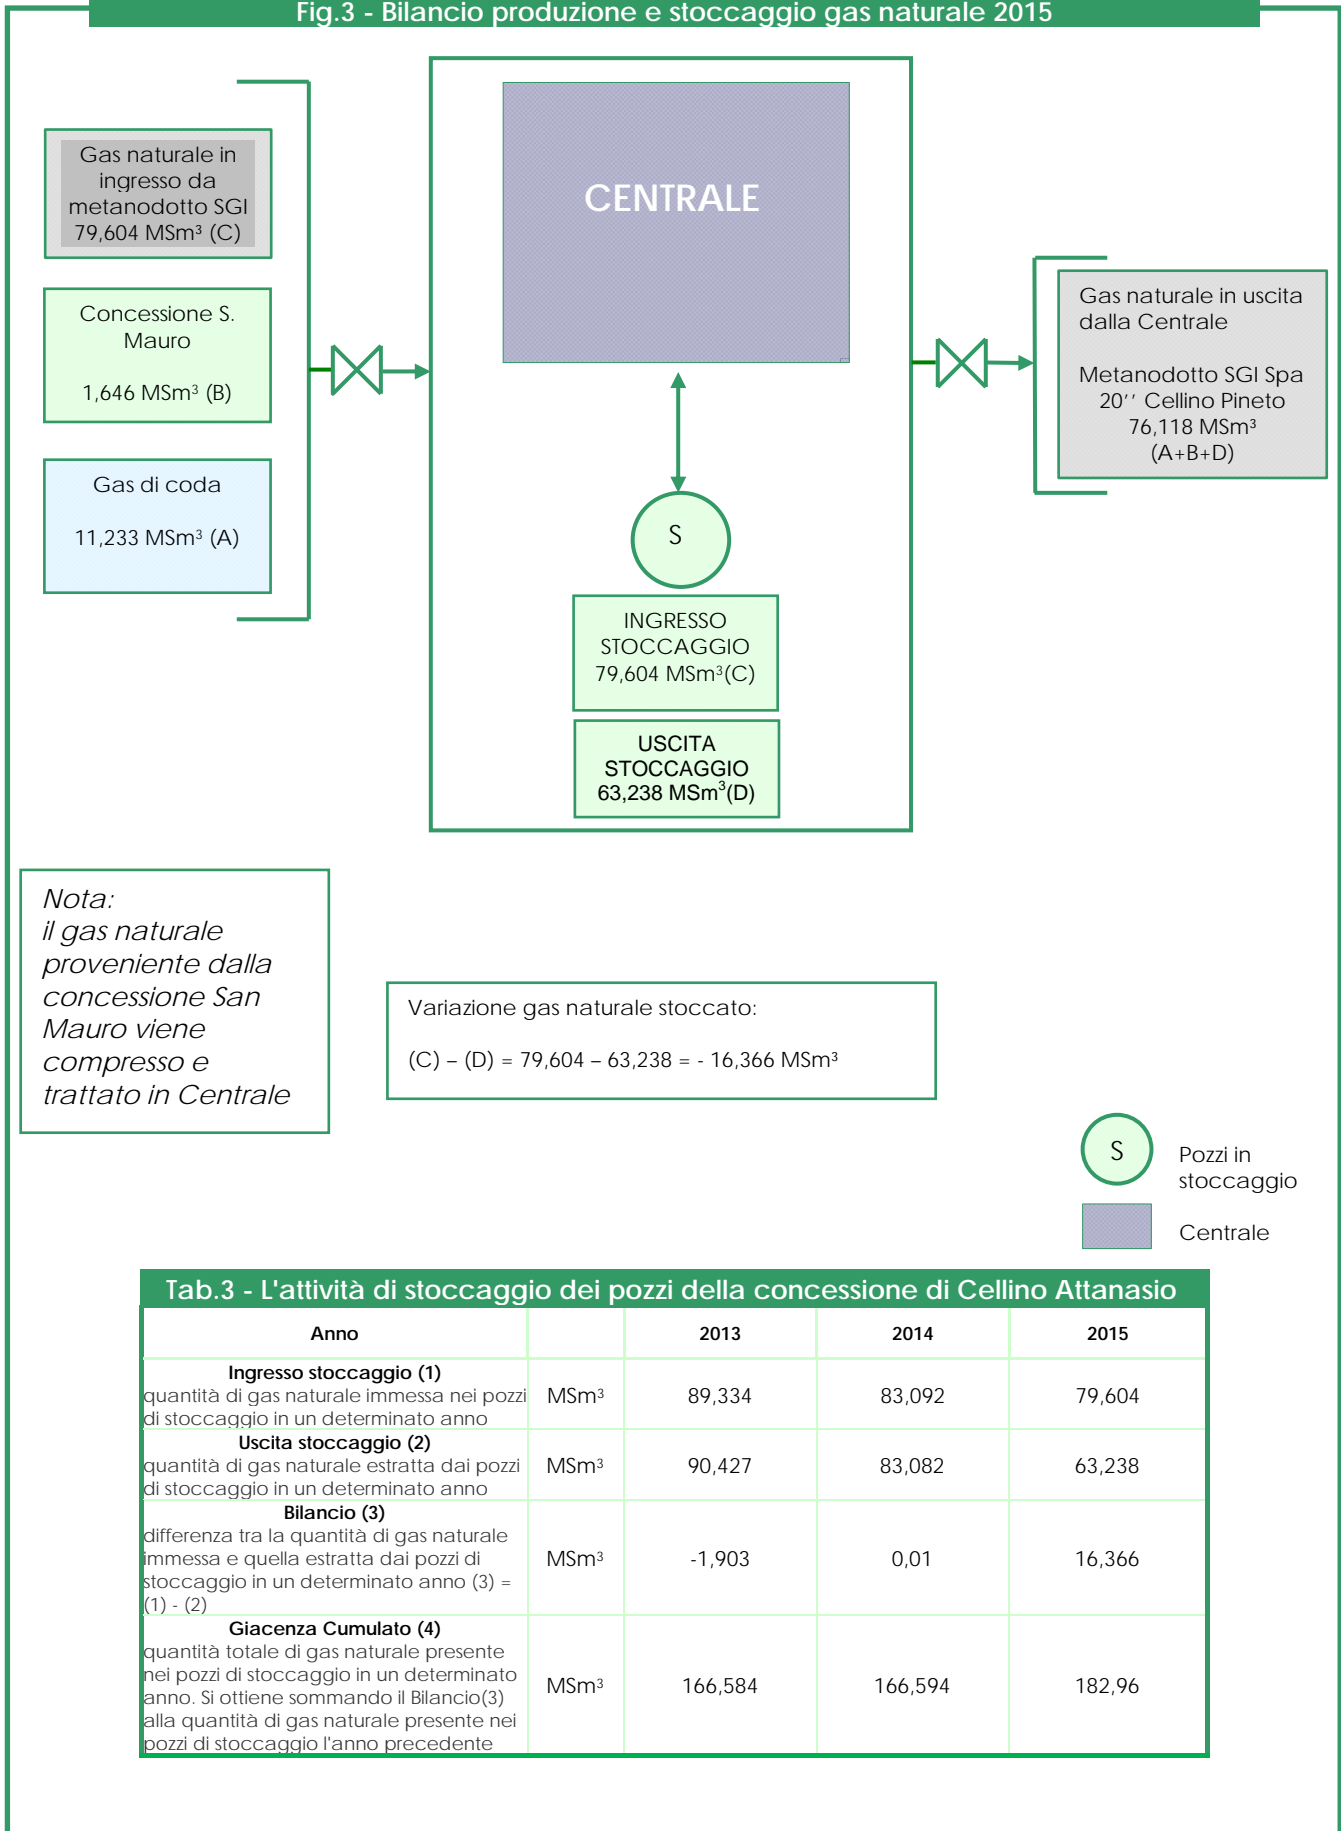 Fig.3 - Bilancio produzione e stoccaggio gas naturale 2015
Gas naturale in
ingresso da
metanodotto SGI
79,604 MSm³ (C)
Concessione S.
Mauro
1,646 MSm³ (B)
Gas di coda
11,233 MSm³ (A)
CENTRALE
S
INGRESSO
STOCCAGGIO
79,604 MSm³(C)
USCITA
STOCCAGGIO
63,238 MSm³(D)
Gas naturale in uscita
dalla Centrale
Metanodotto SGI Spa
20’’ Cellino Pineto
76,118 MSm³
(A+B+D)
Nota:
il gas naturale
proveniente dalla
concessione San
Mauro viene
compresso e
trattato in Centrale
Variazione gas naturale stoccato:
(C) – (D) = 79,604 – 63,238 = - 16,366 MSm³
S
Pozzi in
stoccaggio
Centrale
Tab.3 - L'attività di stoccaggio dei pozzi della concessione di Cellino Attanasio
Anno 2013 2014 2015
Ingresso stoccaggio (1)
quantità di gas naturale immessa nei pozzi
di stoccaggio in un determinato anno
MSm³ 89,334 83,092 79,604
Uscita stoccaggio (2)
quantità di gas naturale estratta dai pozzi
di stoccaggio in un determinato anno
MSm³ 90,427 83,082 63,238
Bilancio (3)
differenza tra la quantità di gas naturale
immessa e quella estratta dai pozzi di
stoccaggio in un determinato anno (3) =
(1) - (2)
MSm³ -1,903 0,01 16,366
Giacenza Cumulato (4)
quantità totale di gas naturale presente
nei pozzi di stoccaggio in un determinato
anno. Si ottiene sommando il Bilancio(3)
alla quantità di gas naturale presente nei
pozzi di stoccaggio l'anno precedente
MSm³ 166,584 166,594 182,96